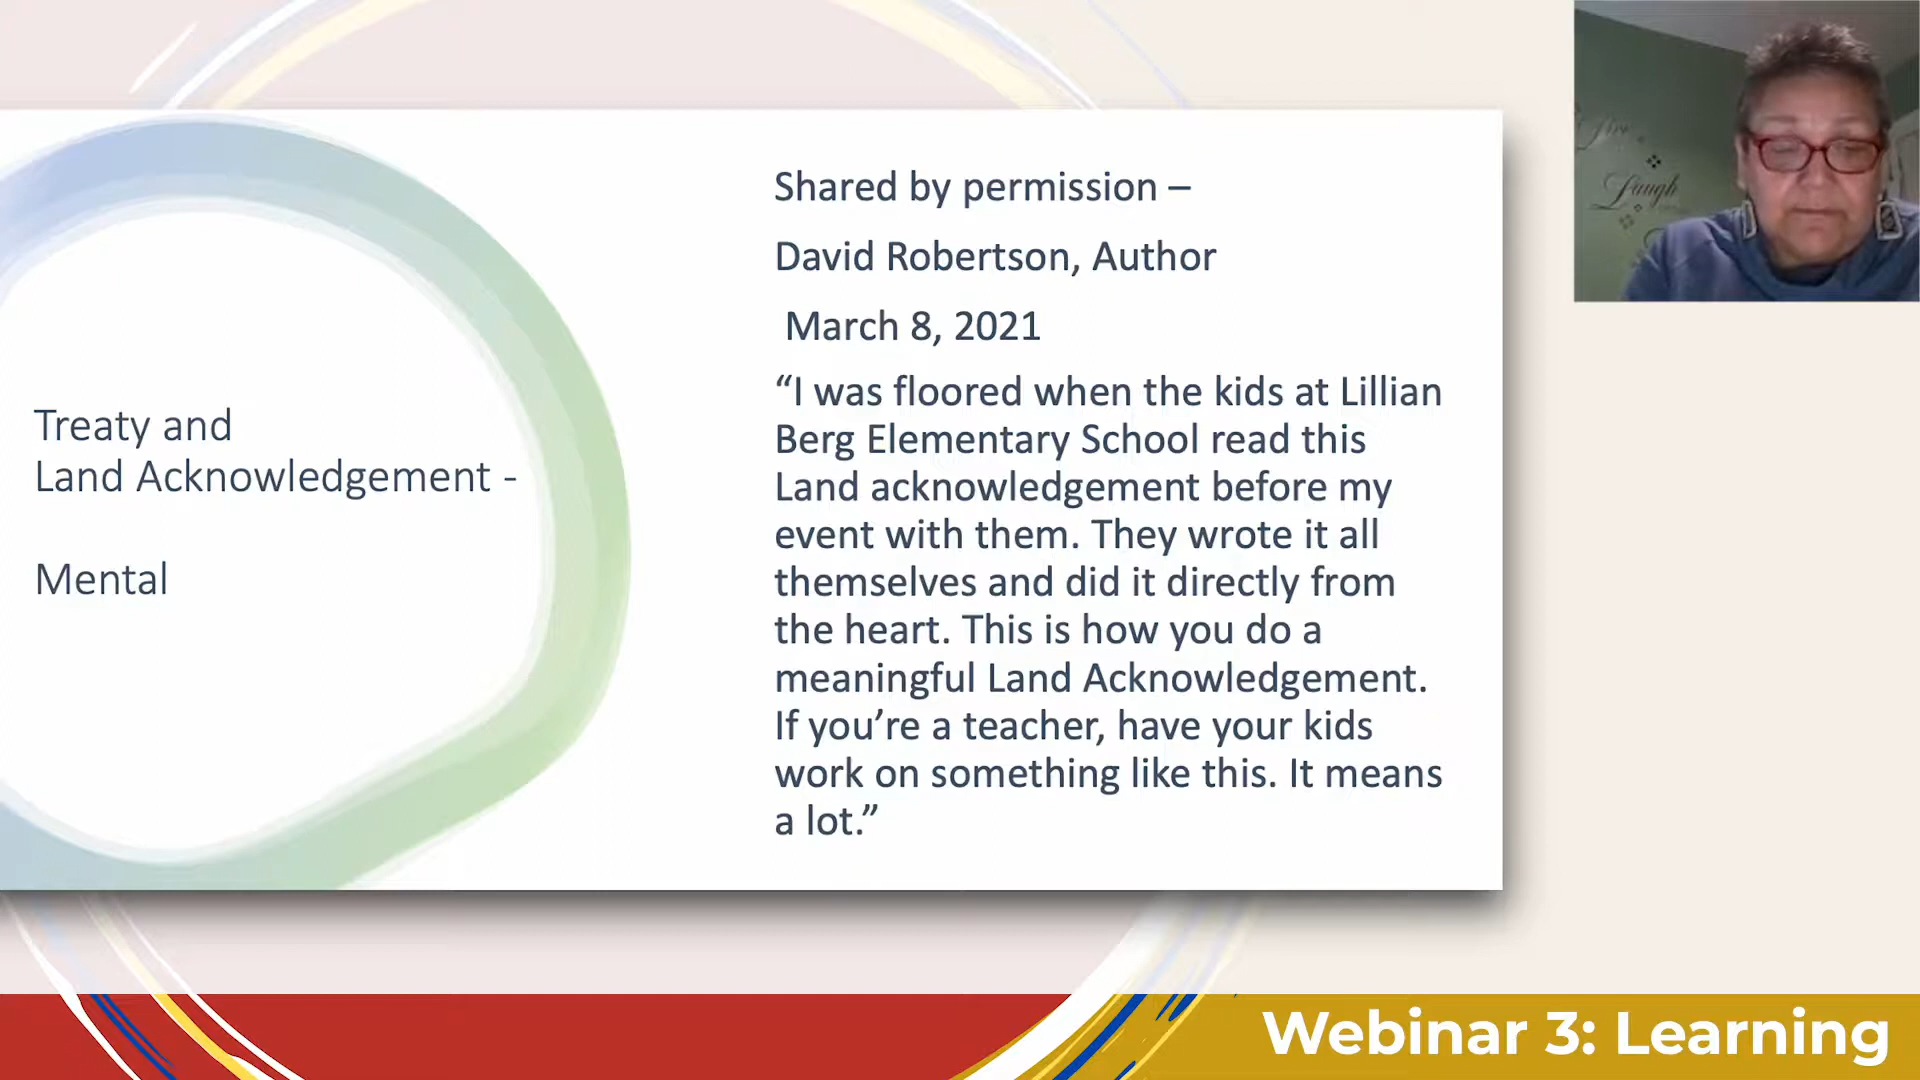 Treaty and
Land Acknowledgement -
Mental
Shared by permission –
David Robertson, Author
March 8, 2021
“I was floored when the kids at Lillian
Berg Elementary School read this
Land acknowledgement before my
event with them. They wrote it all
themselves and did it directly from
the heart. This is how you do a
meaningful Land Acknowledgement.
If you’re a teacher, have your kids
work on something like this. It means
a lot.”
Live
Laugh
Webinar 3: Learning